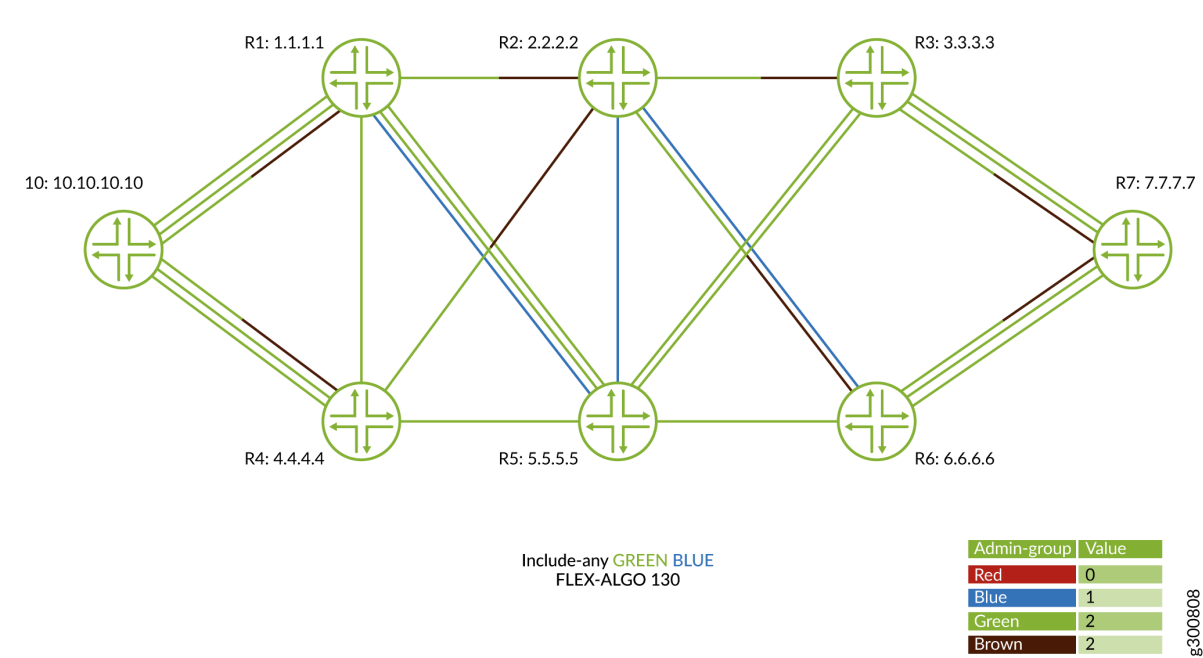 R1: 1.1.1.1
R2: 2.2.2.2
R3: 3.3.3.3
10: 10.10.10.10
R7: 7.7.7.7
R4: 4.4.4.4
R5: 5.5.5.5
R6: 6.6.6.6
Include-any GREEN BLUE
FLEX-ALGO 130
Admin-group Value
Red 0
Blue 1
Green 2
Brown 2
g300808